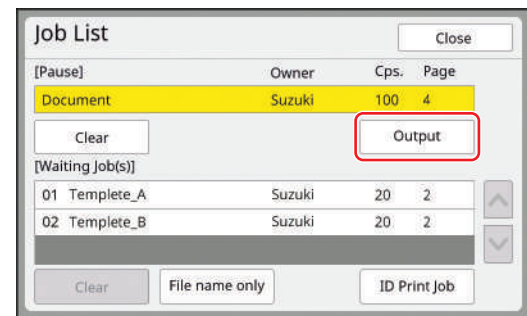 Job List Close
[Pause] Owner Cps. Page
Document Suzuki 100 4
Clear Output
[Waiting Job(s)]
01 Templete_A Suzuki 20 2
02 Templete_B Suzuki 20 2
Clear File name only ID Print Job